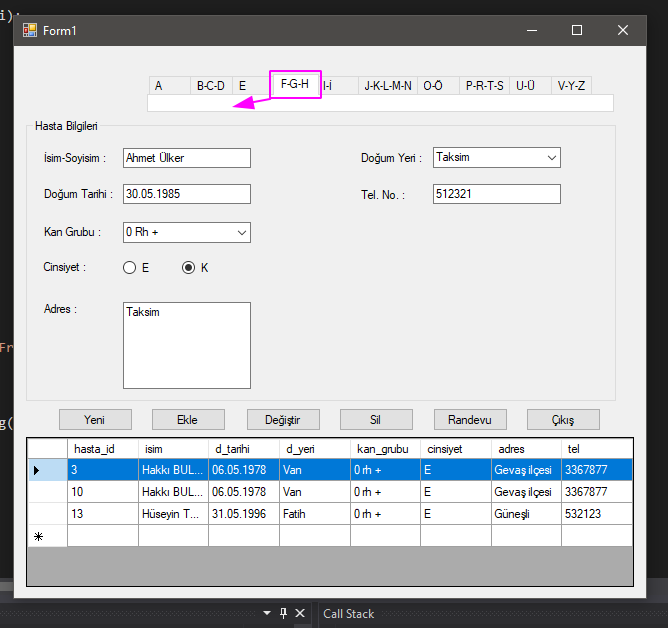 i);
Form1
A B-C-D E F-G-H I-İ J-K-L-M-N O-Ö P-R-T-S U-Ü V-Y-Z
Hasta Bilgileri
İsim-Soyisim : Ahmet Ülker Doğum Yeri : Taksim
Doğum Tarihi : 30.05.1985 Tel. No. : 512321
Kan Grubu : 0 Rh +
Cinsiyet : E K
Adres : Taksim
Fr
g(
Yeni Ekle Değiştir Sil Randevu Çıkış
hasta_id isim d_tarihi d_yeri kan_grubu cinsiyet adres tel
3 Hakkı BUL... 06.05.1978 Van 0 rh + E Gevaş ilçesi 3367877
10 Hakkı BUL... 06.05.1978 Van 0 rh + E Gevaş ilçesi 3367877
13 Hüseyin T... 31.05.1996 Fatih 0 rh + E Güneşli 532123
Call Stack